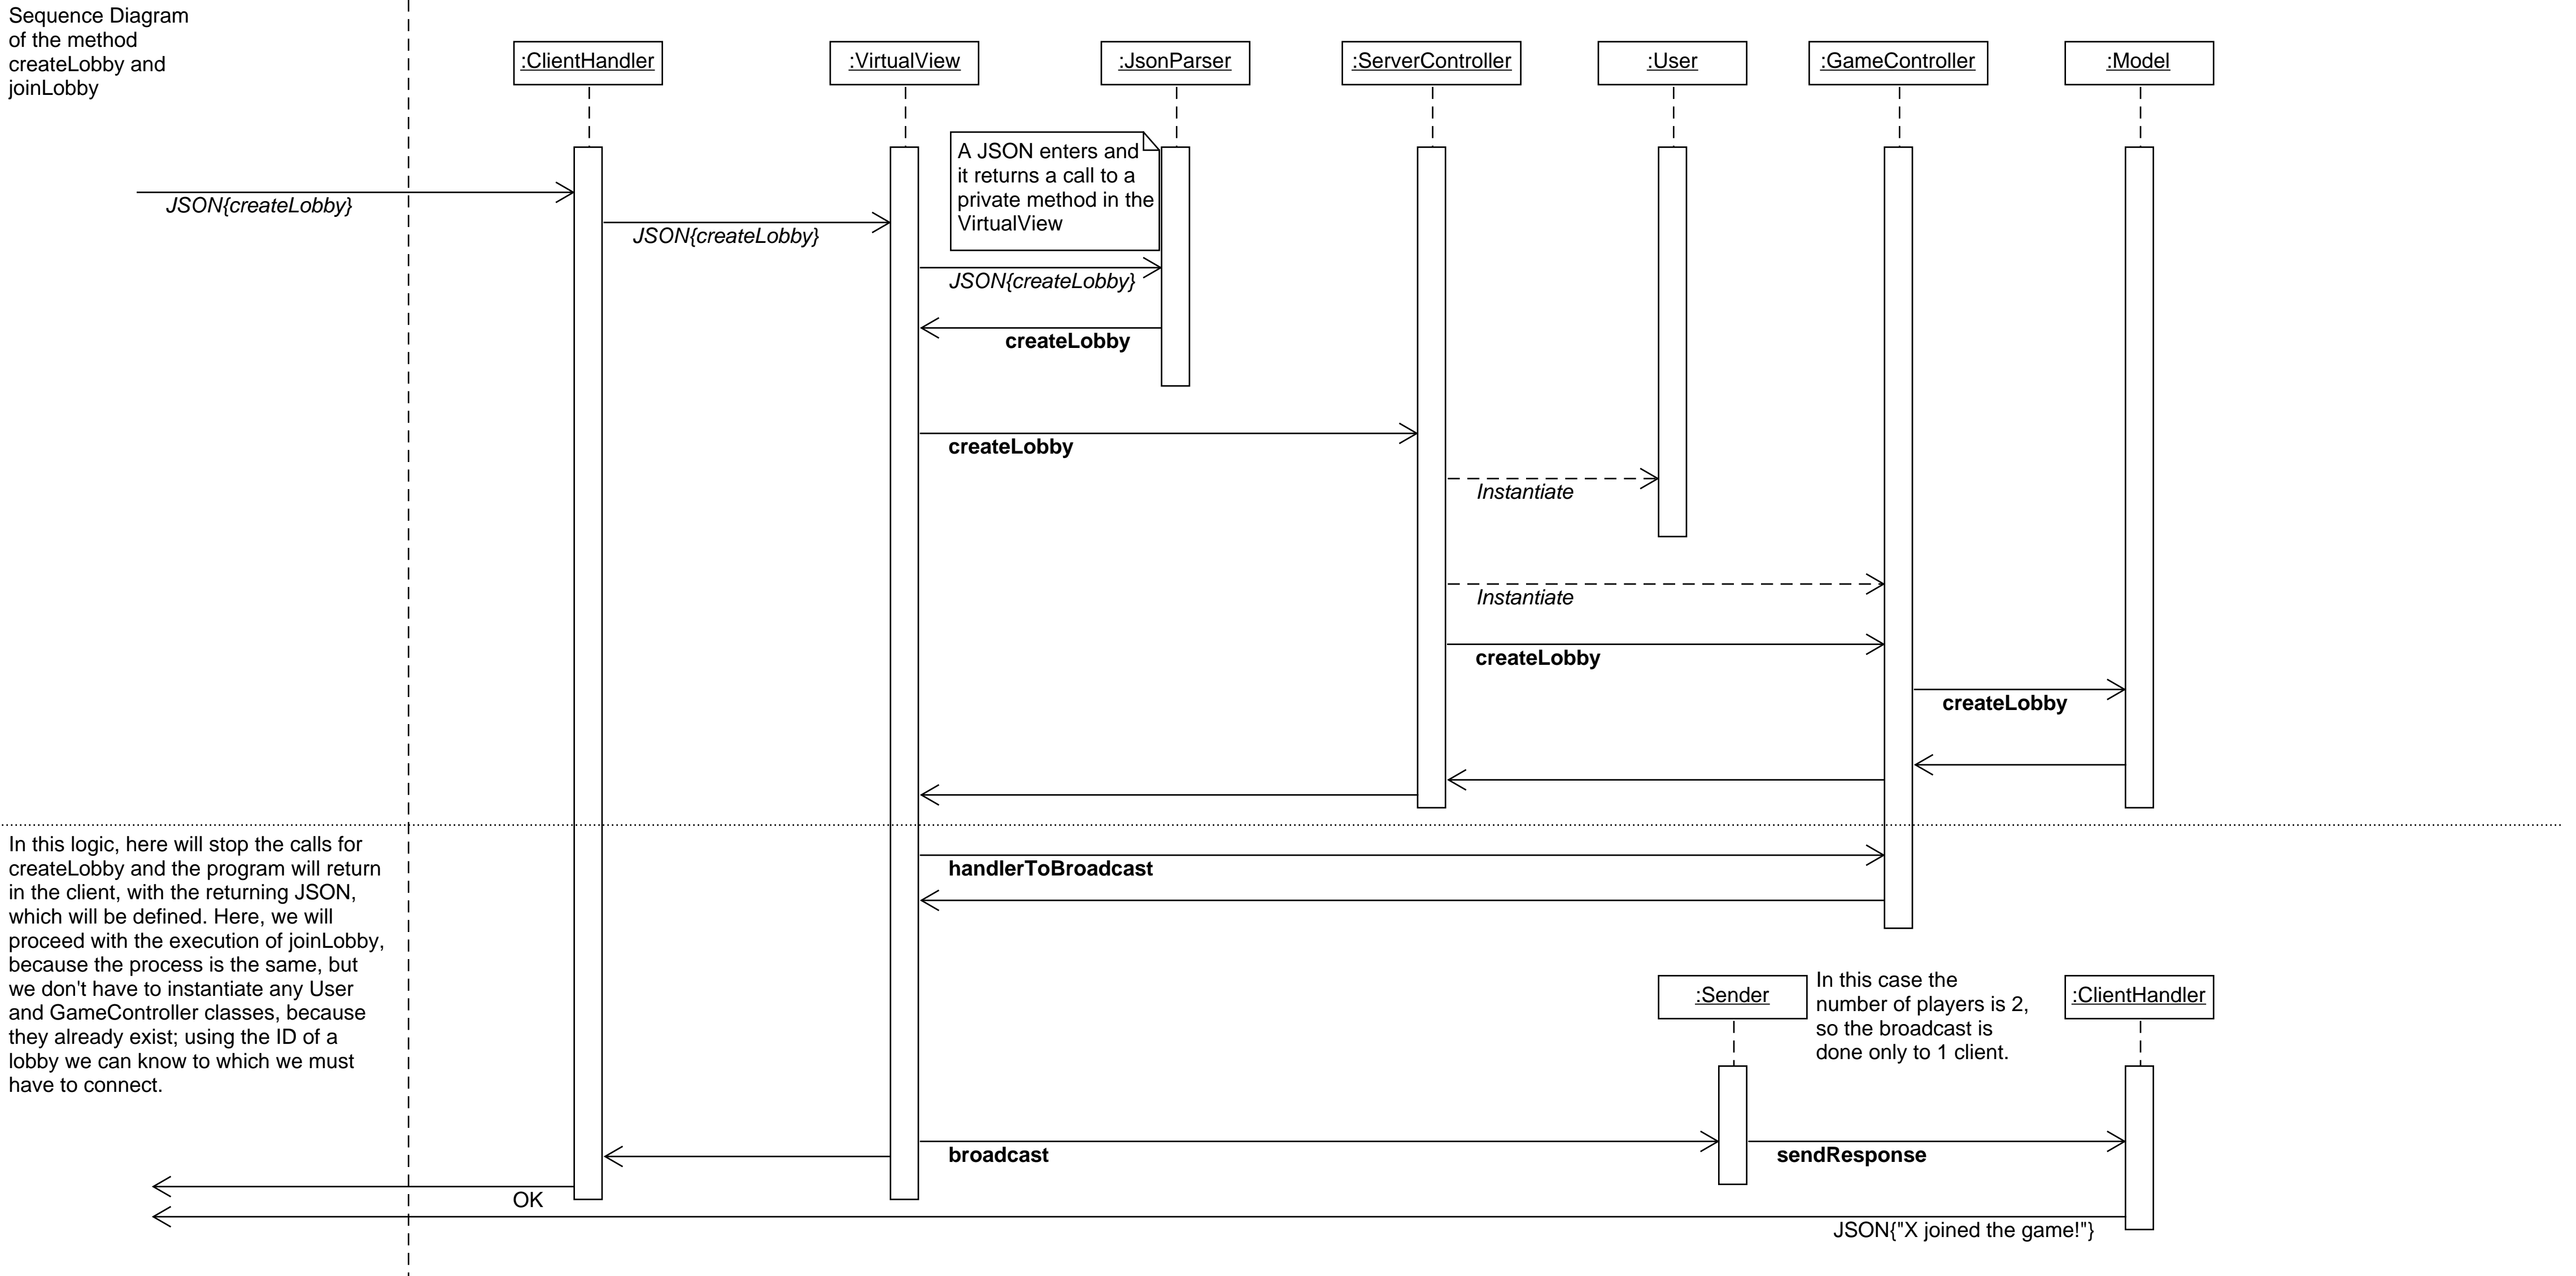 Sequence Diagram
of the method
createLobby and
joinLobby
:ClientHandler
:VirtualView
:JsonParser
:ServerController
:User
:GameController
:Model
A JSON enters and
it returns a call to a
private method in the
VirtualView
JSON{createLobby}
JSON{createLobby}
JSON{createLobby}
createLobby
createLobby
Instantiate
Instantiate
createLobby
createLobby
In this logic, here will stop the calls for
createLobby and the program will return
in the client, with the returning JSON,
which will be defined. Here, we will
proceed with the execution of joinLobby,
because the process is the same, but
we don't have to instantiate any User
and GameController classes, because
they already exist; using the ID of a
lobby we can know to which we must
have to connect.
handlerToBroadcast
:Sender
In this case the
number of players is 2,
so the broadcast is
done only to 1 client.
:ClientHandler
broadcast
sendResponse
OK
JSON{"X joined the game!"}